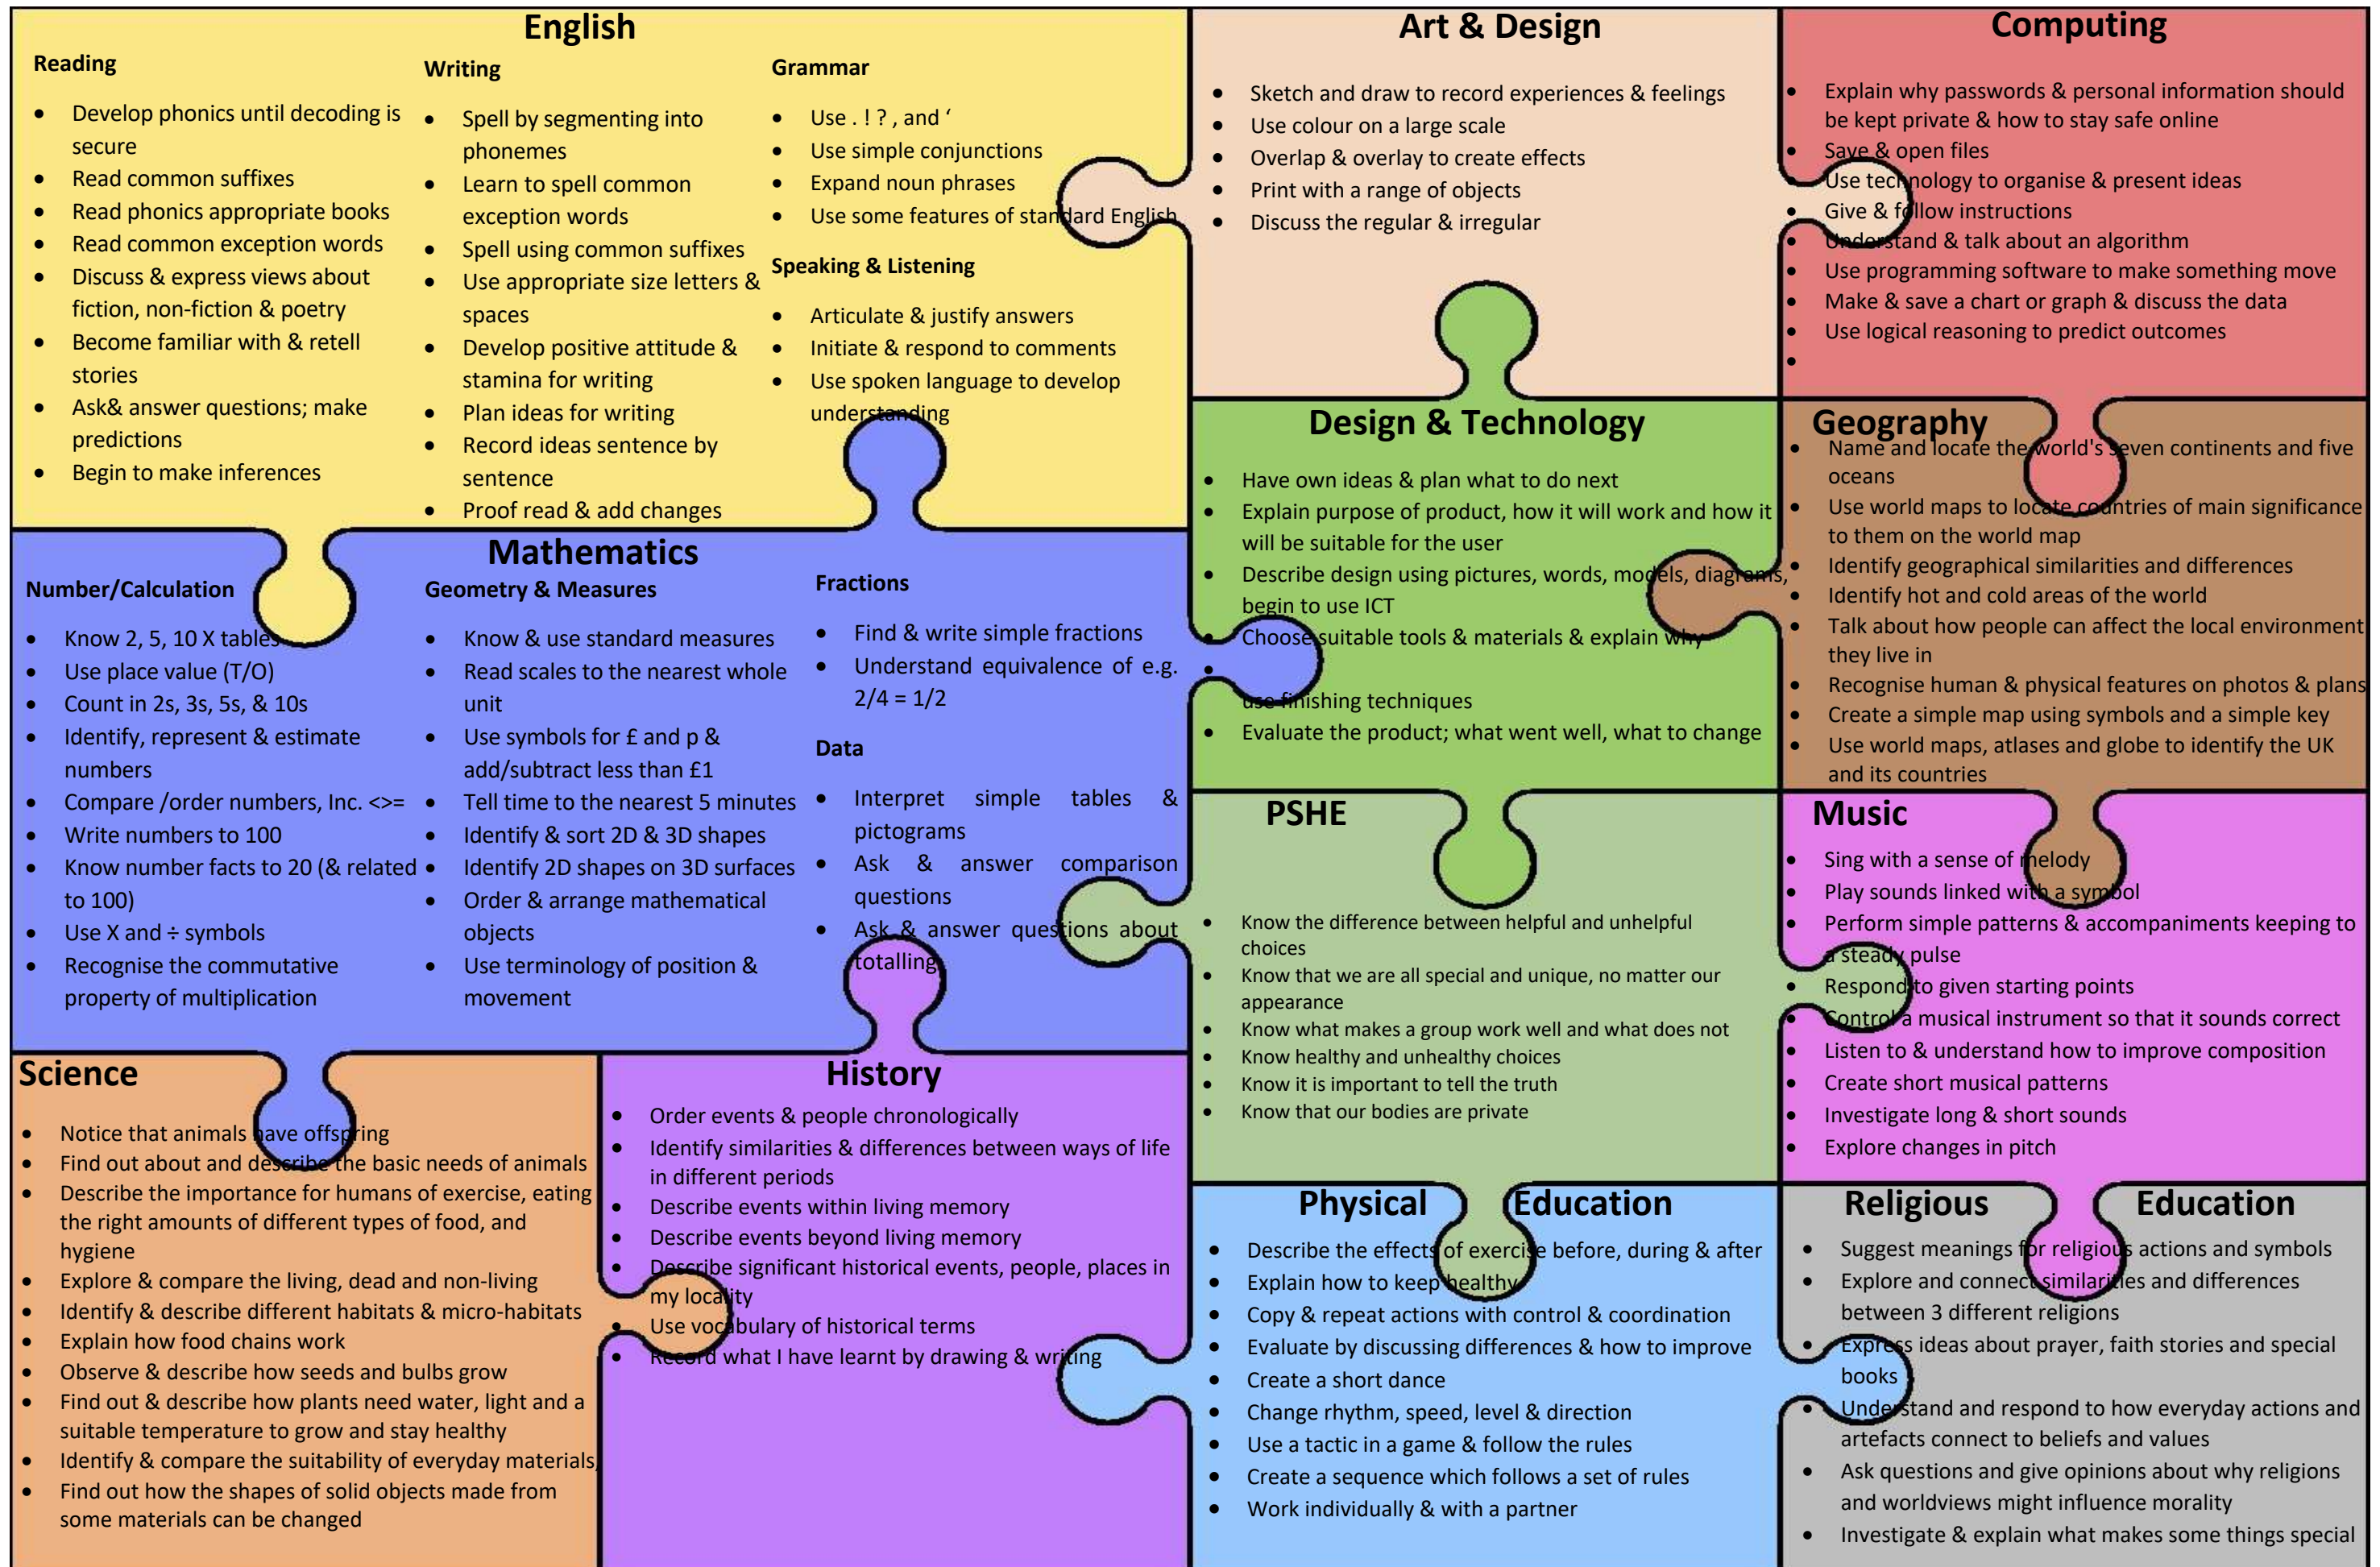 English
Reading
• Develop phonics until decoding is
secure
• Read common suffixes
• Read phonics appropriate books
• Read common exception words
• Discuss & express views about
fiction, non-fiction & poetry
• Become familiar with & retell
stories
• Ask& answer questions; make
predictions
• Begin to make inferences
Writing
• Spell by segmenting into
phonemes
• Learn to spell common
exception words
• Spell using common suffixes
• Use appropriate size letters &
spaces
• Develop positive attitude &
stamina for writing
• Plan ideas for writing
• Record ideas sentence by
sentence
• Proof read & add changes
Grammar
• Use . ! ? , and ‘
• Use simple conjunctions
• Expand noun phrases
• Use some features of standard English
Speaking & Listening
• Articulate & justify answers
• Initiate & respond to comments
• Use spoken language to develop
understanding
Art & Design
• Sketch and draw to record experiences & feelings
• Use colour on a large scale
• Overlap & overlay to create effects
• Print with a range of objects
• Discuss the regular & irregular
Computing
• Explain why passwords & personal information should
be kept private & how to stay safe online
• Save & open files
• Use technology to organise & present ideas
• Give & follow instructions
• Understand & talk about an algorithm
• Use programming software to make something move
• Make & save a chart or graph & discuss the data
• Use logical reasoning to predict outcomes
•
Design & Technology
• Have own ideas & plan what to do next
• Explain purpose of product, how it will work and how it
will be suitable for the user
• Describe design using pictures, words, models, diagrams,
begin to use ICT
• Choose suitable tools & materials & explain why
•
use finishing techniques
• Evaluate the product; what went well, what to change
Geography
• Name and locate the world's seven continents and five
oceans
• Use world maps to locate countries of main significance
to them on the world map
• Identify geographical similarities and differences
• Identify hot and cold areas of the world
• Talk about how people can affect the local environment
they live in
• Recognise human & physical features on photos & plans
• Create a simple map using symbols and a simple key
• Use world maps, atlases and globe to identify the UK
and its countries
Mathematics
Number/Calculation
• Know 2, 5, 10 X tables
• Use place value (T/O)
• Count in 2s, 3s, 5s, & 10s
• Identify, represent & estimate
numbers
• Compare /order numbers, Inc. <>=
• Write numbers to 100
• Know number facts to 20 (& related
to 100)
• Use X and ÷ symbols
• Recognise the commutative
property of multiplication
Geometry & Measures
• Know & use standard measures
• Read scales to the nearest whole
unit
• Use symbols for £ and p &
add/subtract less than £1
• Tell time to the nearest 5 minutes
• Identify & sort 2D & 3D shapes
• Identify 2D shapes on 3D surfaces
• Order & arrange mathematical
objects
• Use terminology of position &
movement
Fractions
• Find & write simple fractions
• Understand equivalence of e.g.
2/4 = 1/2
Data
• Interpret simple tables &
pictograms
• Ask & answer comparison
questions
• Ask & answer questions about
totalling
PSHE
• Know the difference between helpful and unhelpful
choices
• Know that we are all special and unique, no matter our
appearance
• Know what makes a group work well and what does not
• Know healthy and unhealthy choices
• Know it is important to tell the truth
• Know that our bodies are private
Music
• Sing with a sense of melody
• Play sounds linked with a symbol
• Perform simple patterns & accompaniments keeping to
a steady pulse
• Respond to given starting points
• Control a musical instrument so that it sounds correct
• Listen to & understand how to improve composition
• Create short musical patterns
• Investigate long & short sounds
• Explore changes in pitch
Science
• Notice that animals have offspring
• Find out about and describe the basic needs of animals
• Describe the importance for humans of exercise, eating
the right amounts of different types of food, and
hygiene
• Explore & compare the living, dead and non-living
• Identify & describe different habitats & micro-habitats
• Explain how food chains work
• Observe & describe how seeds and bulbs grow
• Find out & describe how plants need water, light and a
suitable temperature to grow and stay healthy
• Identify & compare the suitability of everyday materials,
• Find out how the shapes of solid objects made from
some materials can be changed
History
• Order events & people chronologically
• Identify similarities & differences between ways of life
in different periods
• Describe events within living memory
• Describe events beyond living memory
• Describe significant historical events, people, places in
my locality
• Use vocabulary of historical terms
• Record what I have learnt by drawing & writing
Physical Education
• Describe the effects of exercise before, during & after
• Explain how to keep healthy
• Copy & repeat actions with control & coordination
• Evaluate by discussing differences & how to improve
• Create a short dance
• Change rhythm, speed, level & direction
• Use a tactic in a game & follow the rules
• Create a sequence which follows a set of rules
• Work individually & with a partner
Religious Education
• Suggest meanings for religious actions and symbols
• Explore and connect similarities and differences
between 3 different religions
• Express ideas about prayer, faith stories and special
books
• Understand and respond to how everyday actions and
artefacts connect to beliefs and values
• Ask questions and give opinions about why religions
and worldviews might influence morality
• Investigate & explain what makes some things special